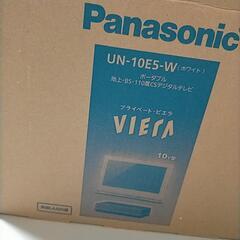 Panasonic
UN-10E5-W(ホワイト)
ポータブル
地上・BS・110度CSデジタルテレビ
プライベート・ビエラ
VIERA
10v型